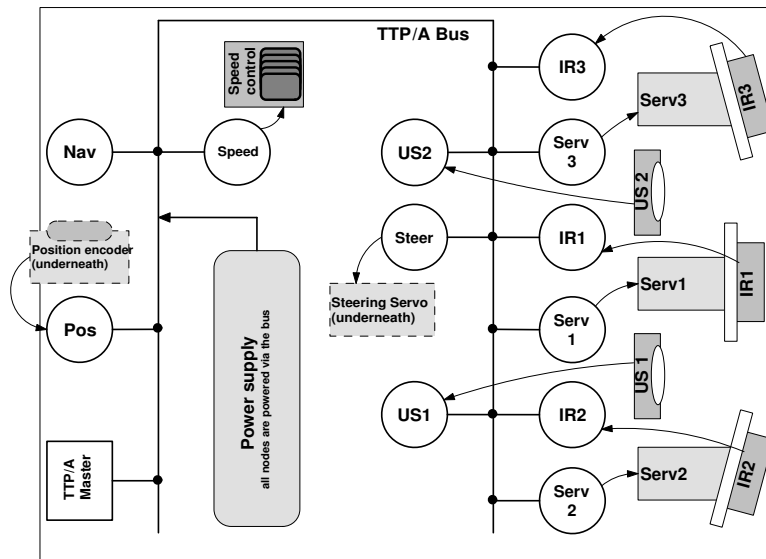 TTP/A Bus
Speed
control
IR3
IR3
Serv3
Nav
Speed
US2
Serv
3
US 2
Position encoder
(underneath)
Steer
IR1
IR1
Serv1
Steering Servo
(underneath)
Pos
Serv
1
US 1
Power supply
all nodes are powered via the bus
US1
IR2
IR2
Serv2
TTP/A
Master
Serv
2